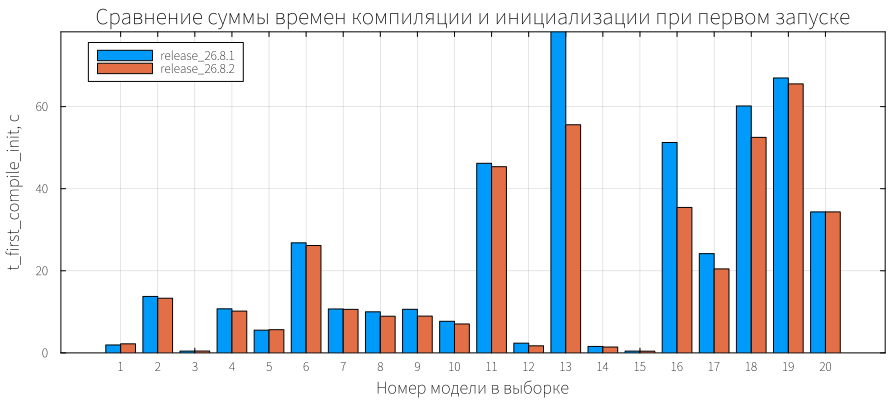 Сравнение суммы времен компиляции и инициализации при первом запуске
release_26.8.1
release_26.8.2
t_first_compile_init, с
60
40
20
0
1 2 3 4 5 6 7 8 9 10 11 12 13 14 15 16 17 18 19 20
Номер модели в выборке